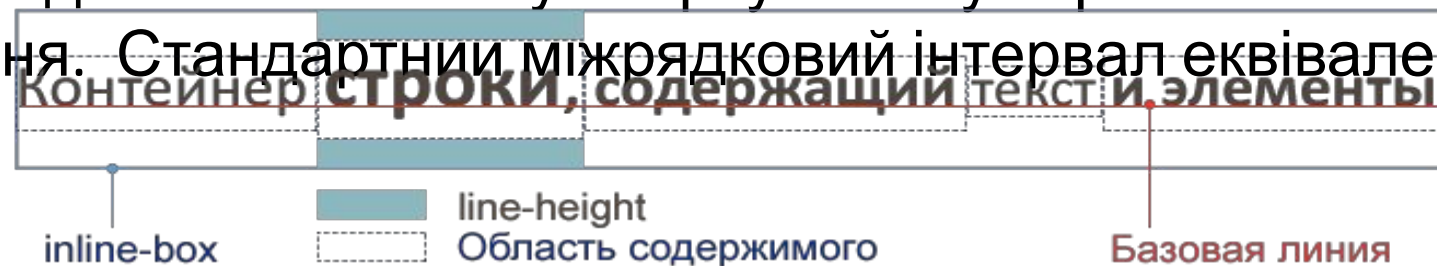 ня. Стандартний міжрядковий інтервал еквівале
Контейнер строки, содержащий текст и элементы
line-height
inline-box
Область содержимого
Базовая линия